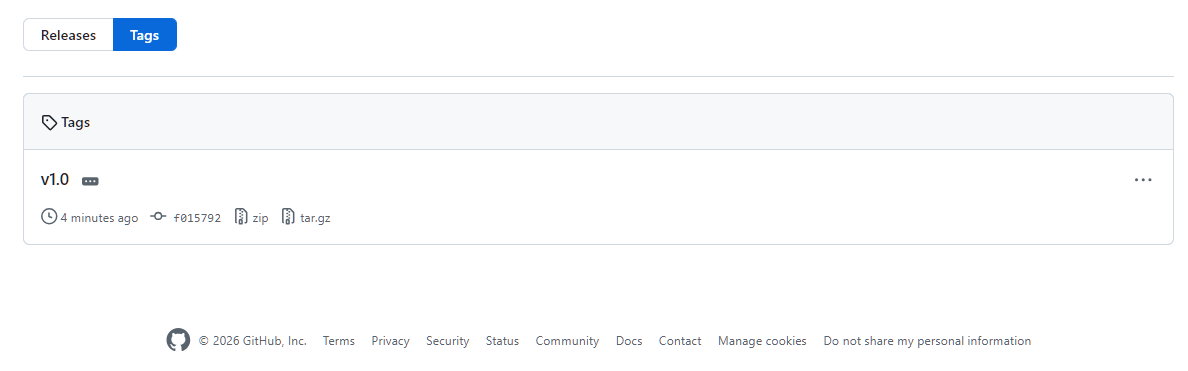 Releases Tags
Tags
v1.0
4 minutes ago f015792 zip tar.gz
© 2026 GitHub, Inc. Terms Privacy Security Status Community Docs Contact Manage cookies Do not share my personal information